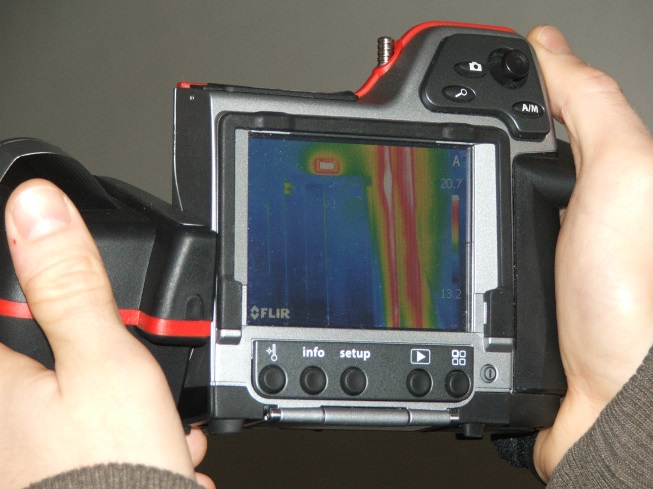 A/M
A
20.7
13.2
FLIR
info setup